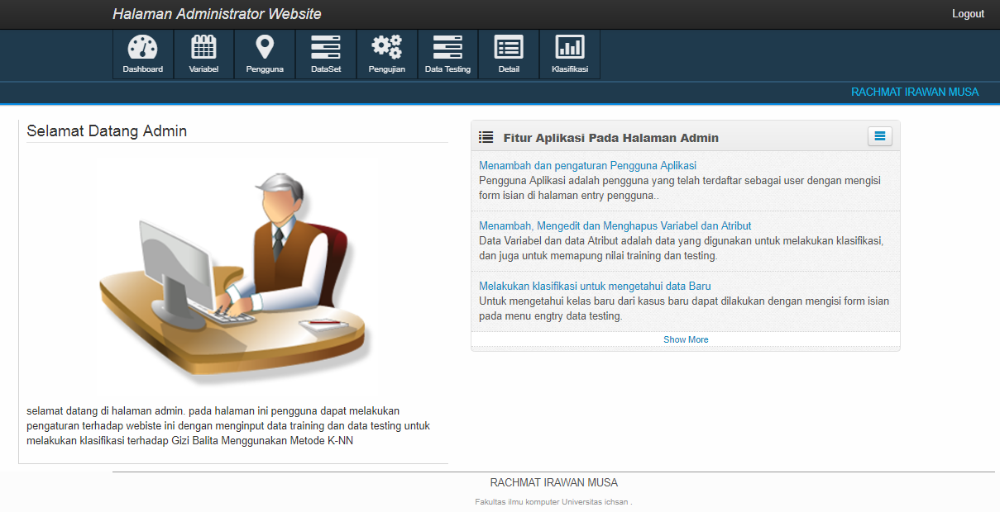 Halaman Administrator Website
Logout
Dashboard
Variabel
Pengguna
DataSet
Pengujian
Data Testing
Detail
Klasifikasi
RACHMAT IRAWAN MUSA
Selamat Datang Admin
selamat datang di halaman admin. pada halaman ini pengguna dapat melakukan
pengaturan terhadap webiste ini dengan menginput data training dan data testing untuk
melakukan klasifikasi terhadap Gizi Balita Menggunakan Metode K-NN
Fitur Aplikasi Pada Halaman Admin
Menambah dan pengaturan Pengguna Aplikasi
Pengguna Aplikasi adalah pengguna yang telah terdaftar sebagai user dengan mengisi
form isian di halaman entry pengguna..
Menambah, Mengedit dan Menghapus Variabel dan Atribut
Data Variabel dan data Atribut adalah data yang digunakan untuk melakukan klasifikasi,
dan juga untuk memapung nilai training dan testing.
Melakukan klasifikasi untuk mengetahui data Baru
Untuk mengetahui kelas baru dari kasus baru dapat dilakukan dengan mengisi form isian
pada menu engtry data testing.
Show More
RACHMAT IRAWAN MUSA
Fakultas ilmu komputer Universitas ichsan .